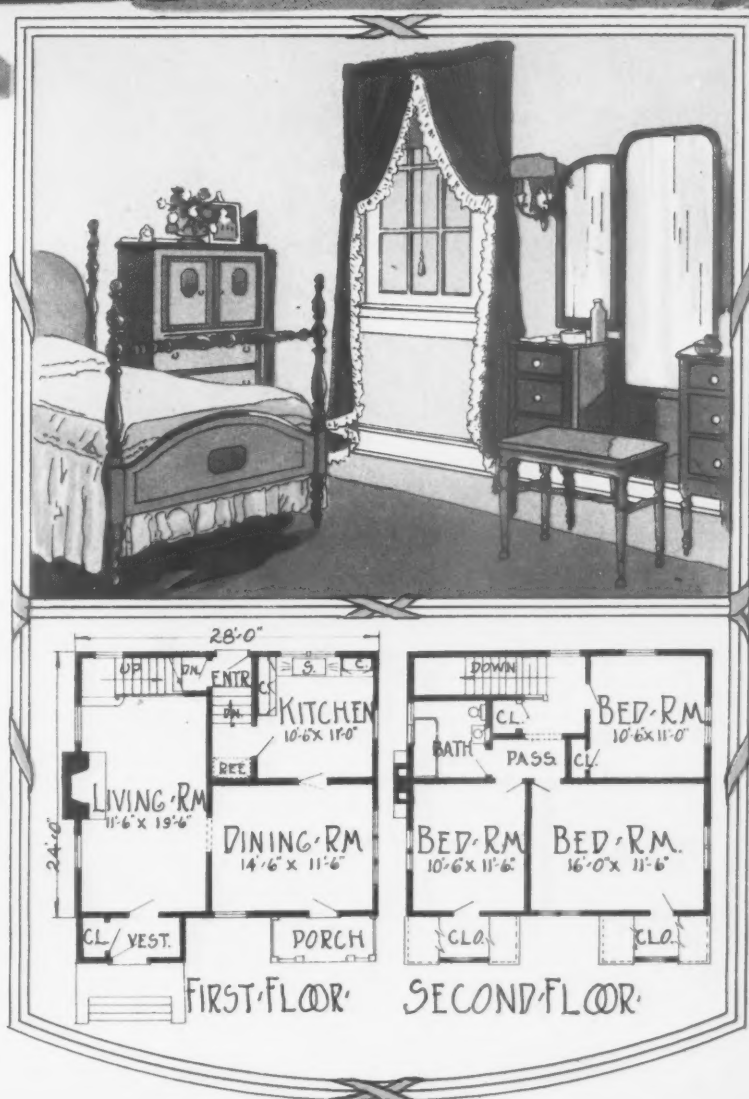 28'-0"
24'-0"
UP
DN.
ENTR
C.
S.
C.
DN.
KITCHEN
10'-6 X 11'-0"
REF.
LIVING-RM
11'-6" X 19'-6"
DINING-RM
14'-6" X 11'-6"
CL.
VEST.
PORCH
FIRST-FLOOR-
DOWN
CL.
BED-RM
10'-6 X 11'-0"
BATH
PASS.
CL.
BED-RM
10'-6 X 11'-6"
BED-RM.
16'-0" X 11'-6"
CLO.
CLO.
SECOND-FLOOR-